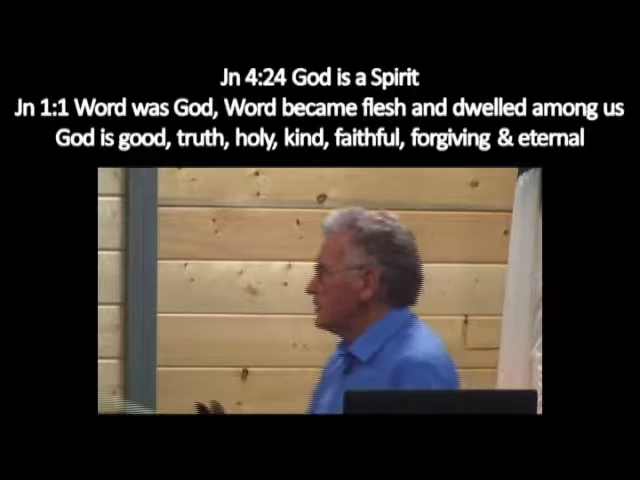 Jn 4:24 God is a Spirit
Jn 1:1 Word was God, Word became flesh and dwelled among us
God is good, truth, holy, kind, faithful, forgiving & eternal